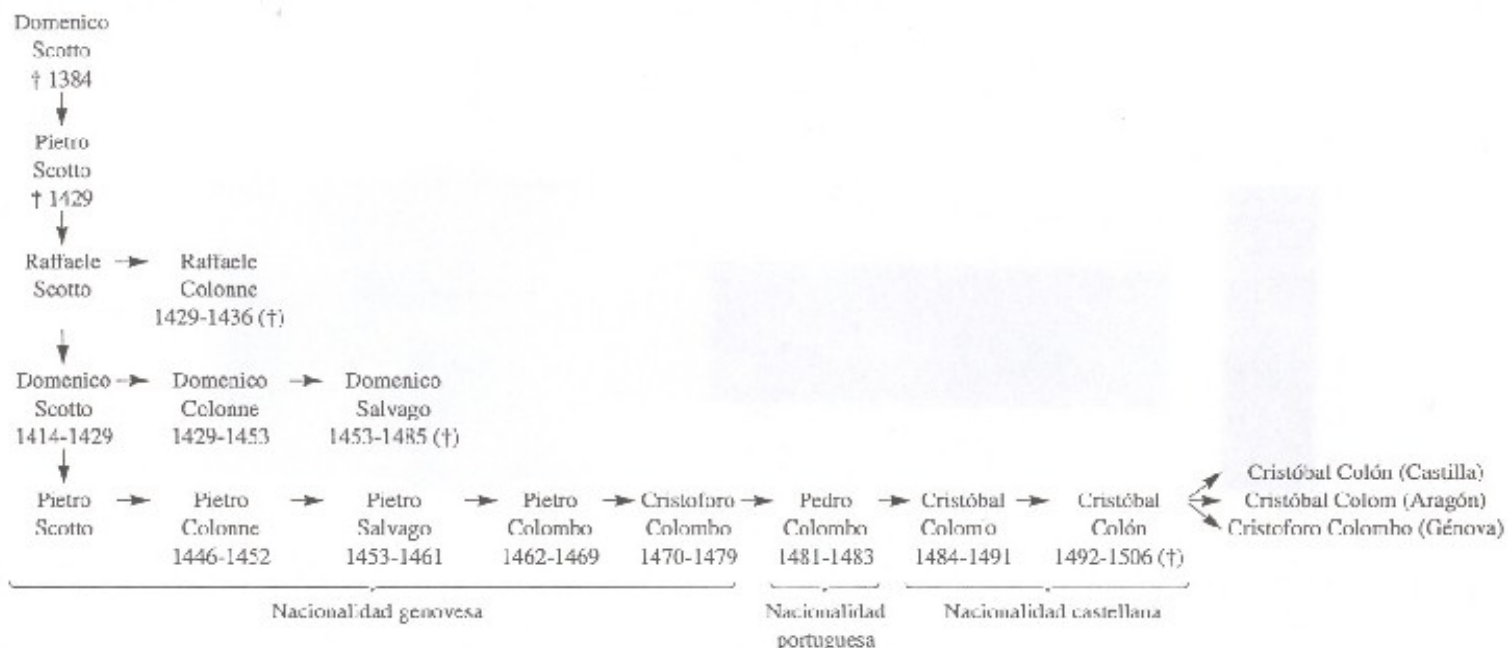 Domenico
Scotto
† 1384
Pietro
Scotto
† 1429
Raffaele
Scotto
Raffaele
Colonne
1429-1436 (†)
Domenico
Scotto
1414-1429
Domenico
Colonne
1429-1453
Domenico
Salvago
1453-1485 (†)
Pietro
Scotto
Pietro
Colonne
1446-1452
Pietro
Salvago
1453-1461
Pietro
Colombo
1462-1469
Cristoforo
Colombo
1470-1479
Pedro
Colombo
1481-1483
Cristóbal
Colomo
1484-1491
Cristóbal
Colón
1492-1506 (†)
Cristóbal Colón (Castilla)
Cristóbal Colom (Aragón)
Cristoforo Colombo (Génova)
Nacionalidad genovesa
Nacionalidad
portuguesa
Nacionalidad castellana